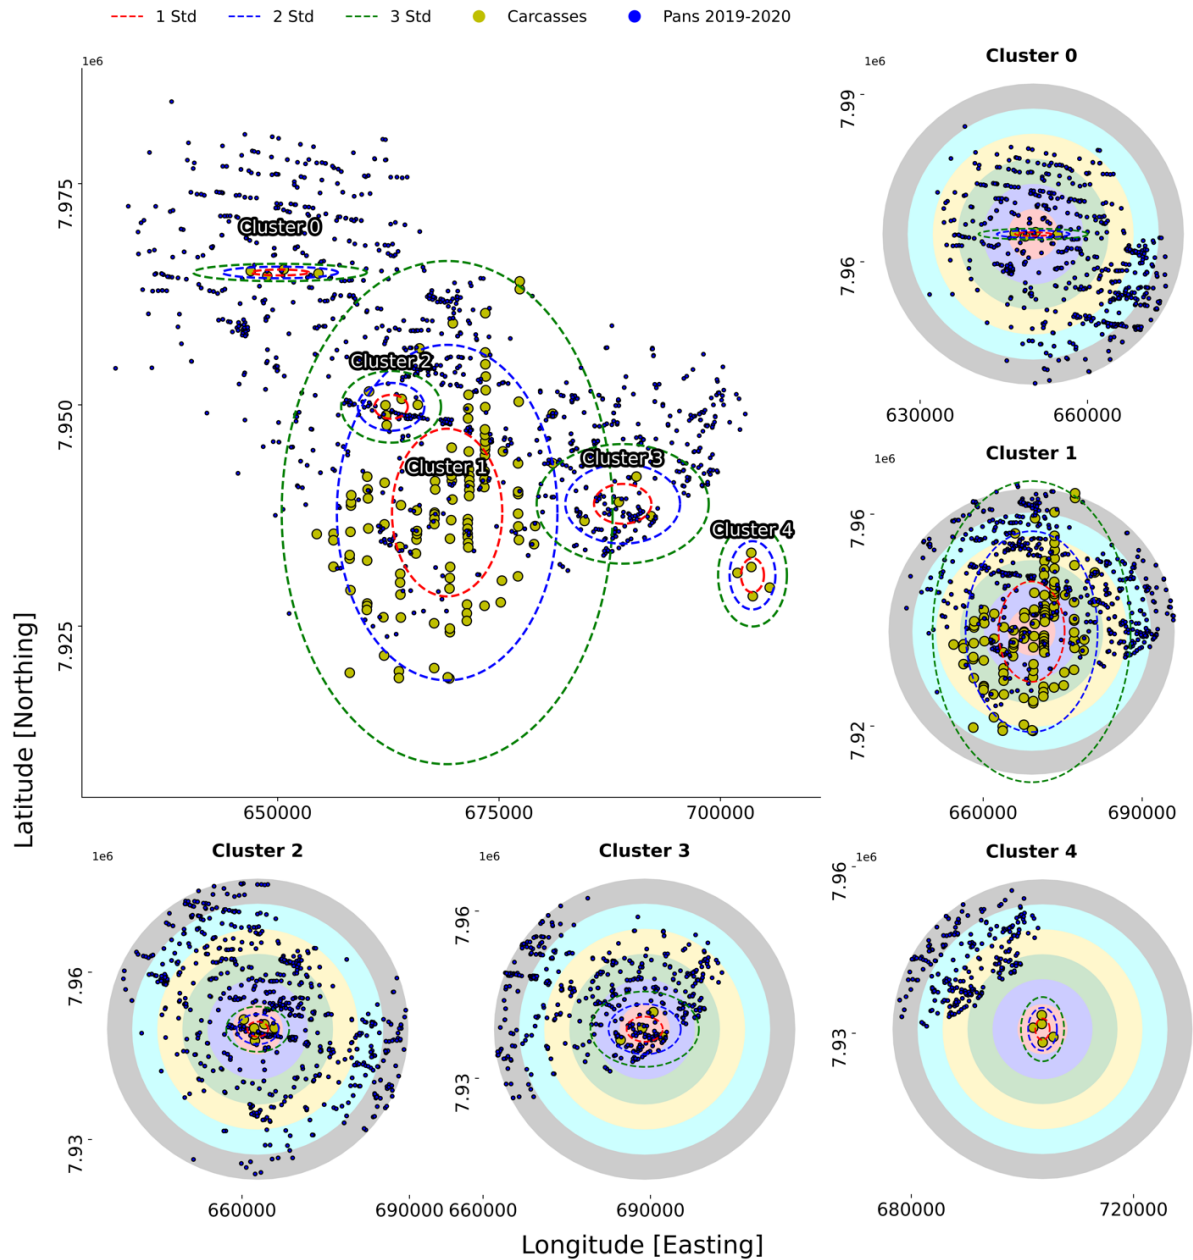 1 Std 2 Std 3 Std Carcasses Pans 2019-2020
1e6
7.975
7.950
7.925
650000 675000 700000
Cluster 0
Cluster 2
Cluster 1
Cluster 3
Cluster 4
Latitude [Northing]
Cluster 0
1e6
7.99
7.96
630000 660000
Cluster 1
1e6
7.96
7.92
660000 690000
Cluster 2
1e6
7.96
7.93
660000 690000
Cluster 3
1e6
7.96
7.93
660000 690000
Cluster 4
1e6
7.96
7.93
680000 720000
Longitude [Easting]